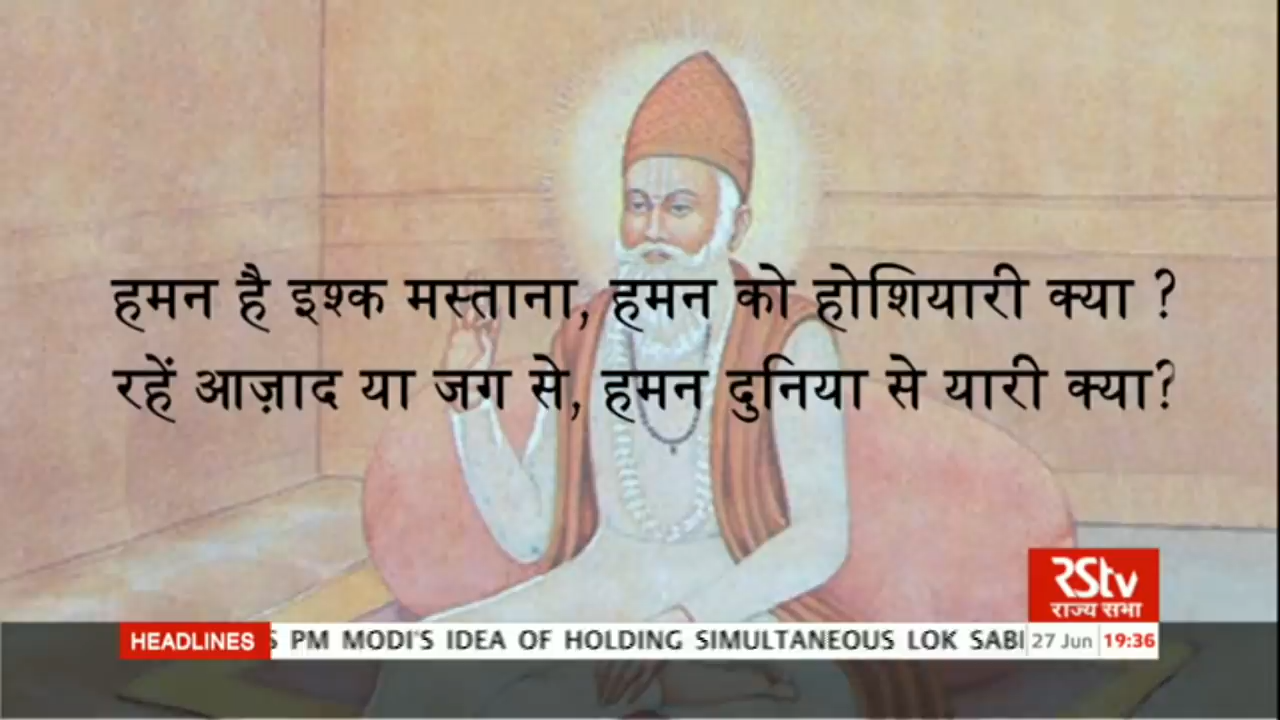 हमन है इश्क मस्ताना, हमन को होशियारी क्या ?
रहें आज़ाद या जग से, हमन दुनिया से यारी क्या?
RStv
राज्य सभा
HEADLINES PM MODI'S IDEA OF HOLDING SIMULTANEOUS LOK 27 Jun 19:36